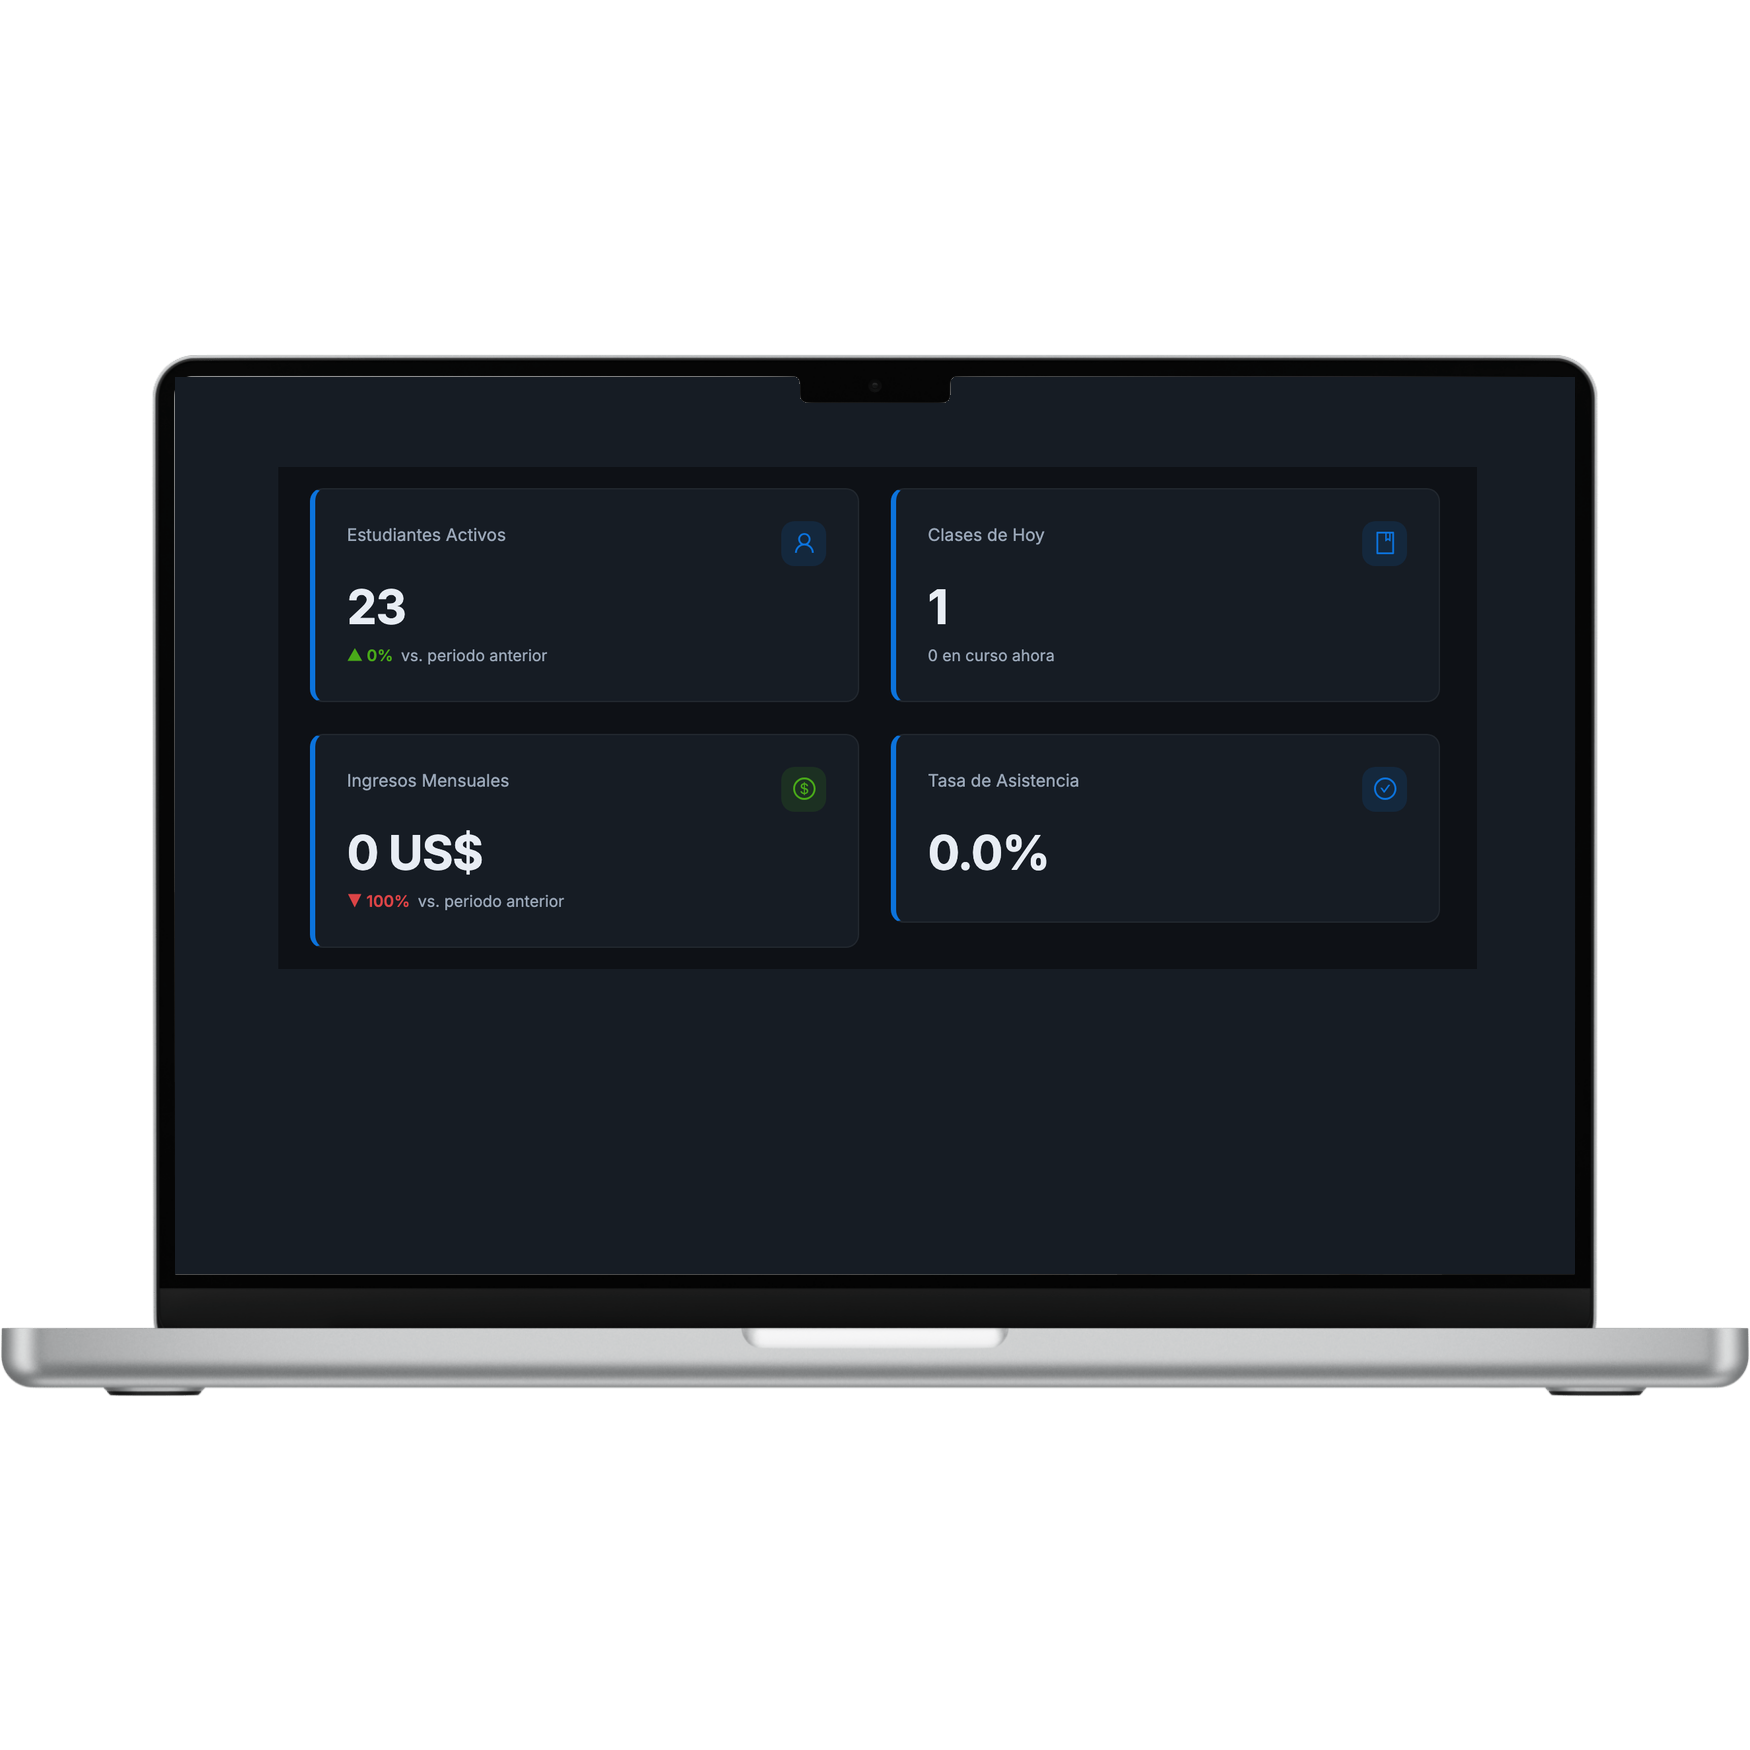 Estudiantes Activos
23
▲ 0% vs. periodo anterior
Clases de Hoy
1
0 en curso ahora
Ingresos Mensuales
0 US$
▼ 100% vs. periodo anterior
Tasa de Asistencia
0.0%